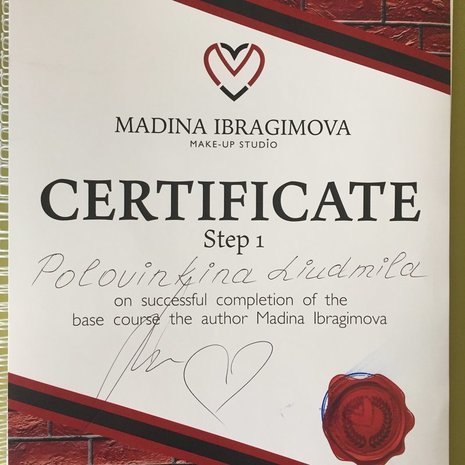 MADINA IBRAGIMOVA
MAKE-UP STUDIO
CERTIFICATE
Step 1
Polovinkina Liudmila
on successful completion of the
base course the author Madina Ibragimova